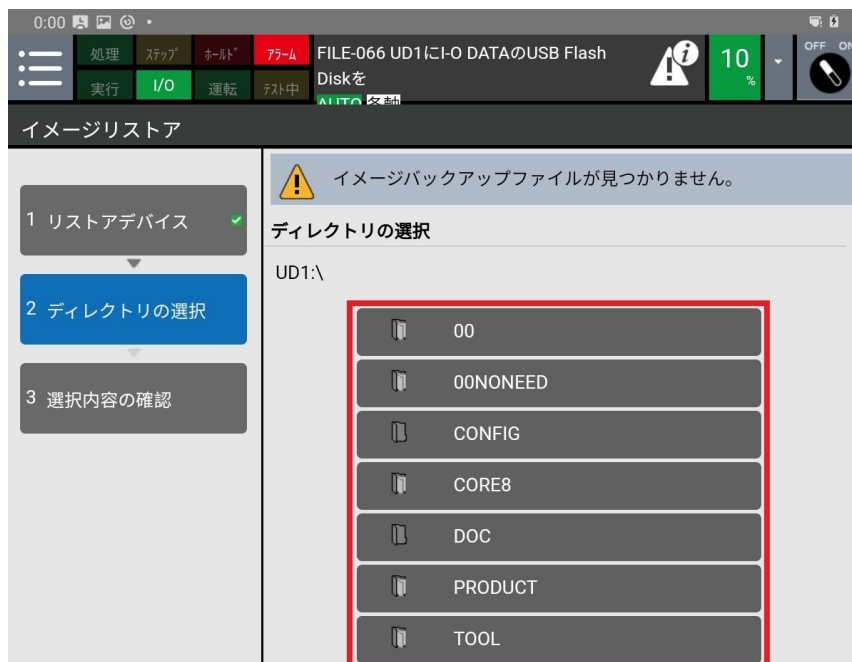 0:00
処理 ステップ ホールド アラーム
実行 I/O 運転 テスト中
FILE-066 UD1にI-O DATAのUSB Flash
Diskを
AUTO 各軸
10
%
OFF ON
イメージリストア
イメージバックアップファイルが見つかりません。
1 リストアデバイス
2 ディレクトリの選択
3 選択内容の確認
ディレクトリの選択
UD1:\
00
00NONEED
CONFIG
CORE8
DOC
PRODUCT
TOOL